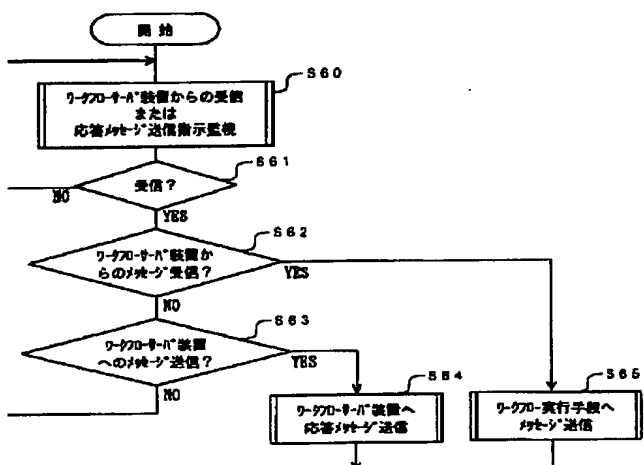 開 始
S60
ワークフローサーバ装置からの受信
または
応答メッセージ送信指示監視
S61
受信？
NO
YES
S62
ワークフローサーバ装置か
らのメッセージ受信？
YES
NO
S63
ワークフローサーバ装置
へのメッセージ送信？
YES
NO
S64
ワークフローサーバ装置へ
応答メッセージ送信
S65
ワークフロー実行手段へ
メッセージ送信